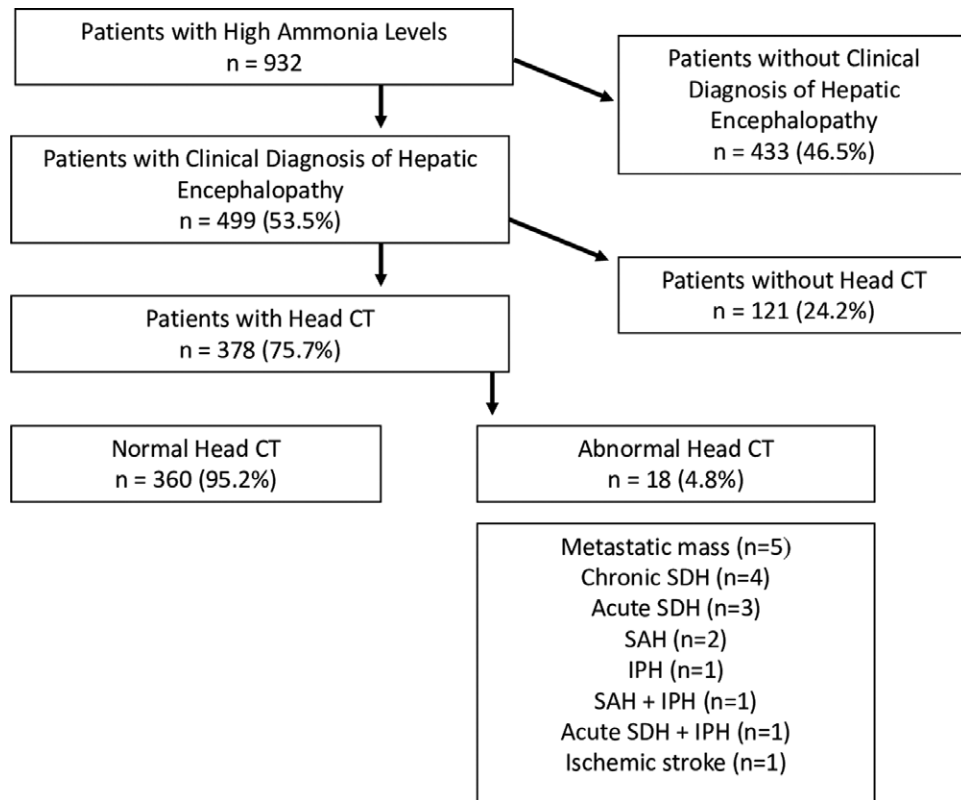 Patients with High Ammonia Levels
n = 932
Patients without Clinical
Diagnosis of Hepatic
Encephalopathy
n = 433 (46.5%)
Patients with Clinical Diagnosis of Hepatic
Encephalopathy
n = 499 (53.5%)
Patients without Head CT
n = 121 (24.2%)
Patients with Head CT
n = 378 (75.7%)
Normal Head CT
n = 360 (95.2%)
Abnormal Head CT
n = 18 (4.8%)
Metastatic mass (n=5)
Chronic SDH (n=4)
Acute SDH (n=3)
SAH (n=2)
IPH (n=1)
SAH + IPH (n=1)
Acute SDH + IPH (n=1)
Ischemic stroke (n=1)